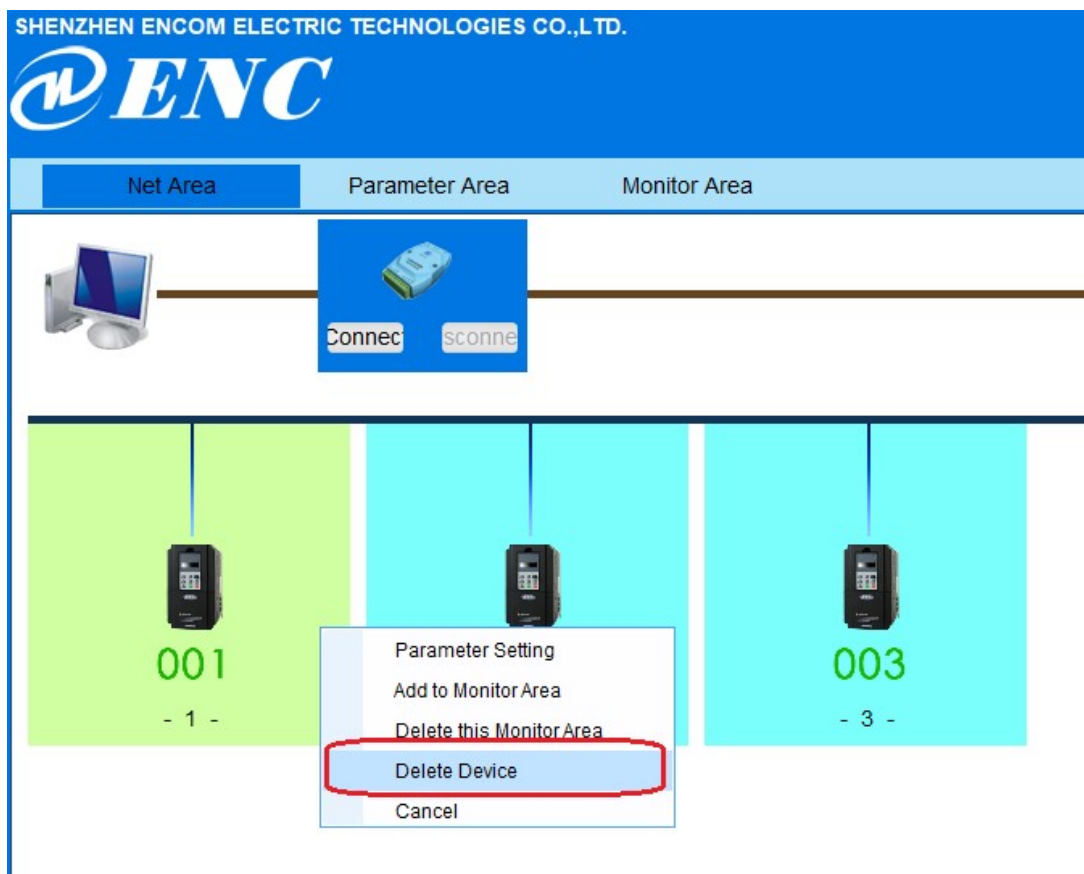 SHENZHEN ENCOM ELECTRIC TECHNOLOGIES CO.,LTD.
ENC
Net Area Parameter Area Monitor Area
Connec sconne
001 003
- 1 - - 3 -
Parameter Setting
Add to Monitor Area
Delete this Monitor Area
Delete Device
Cancel